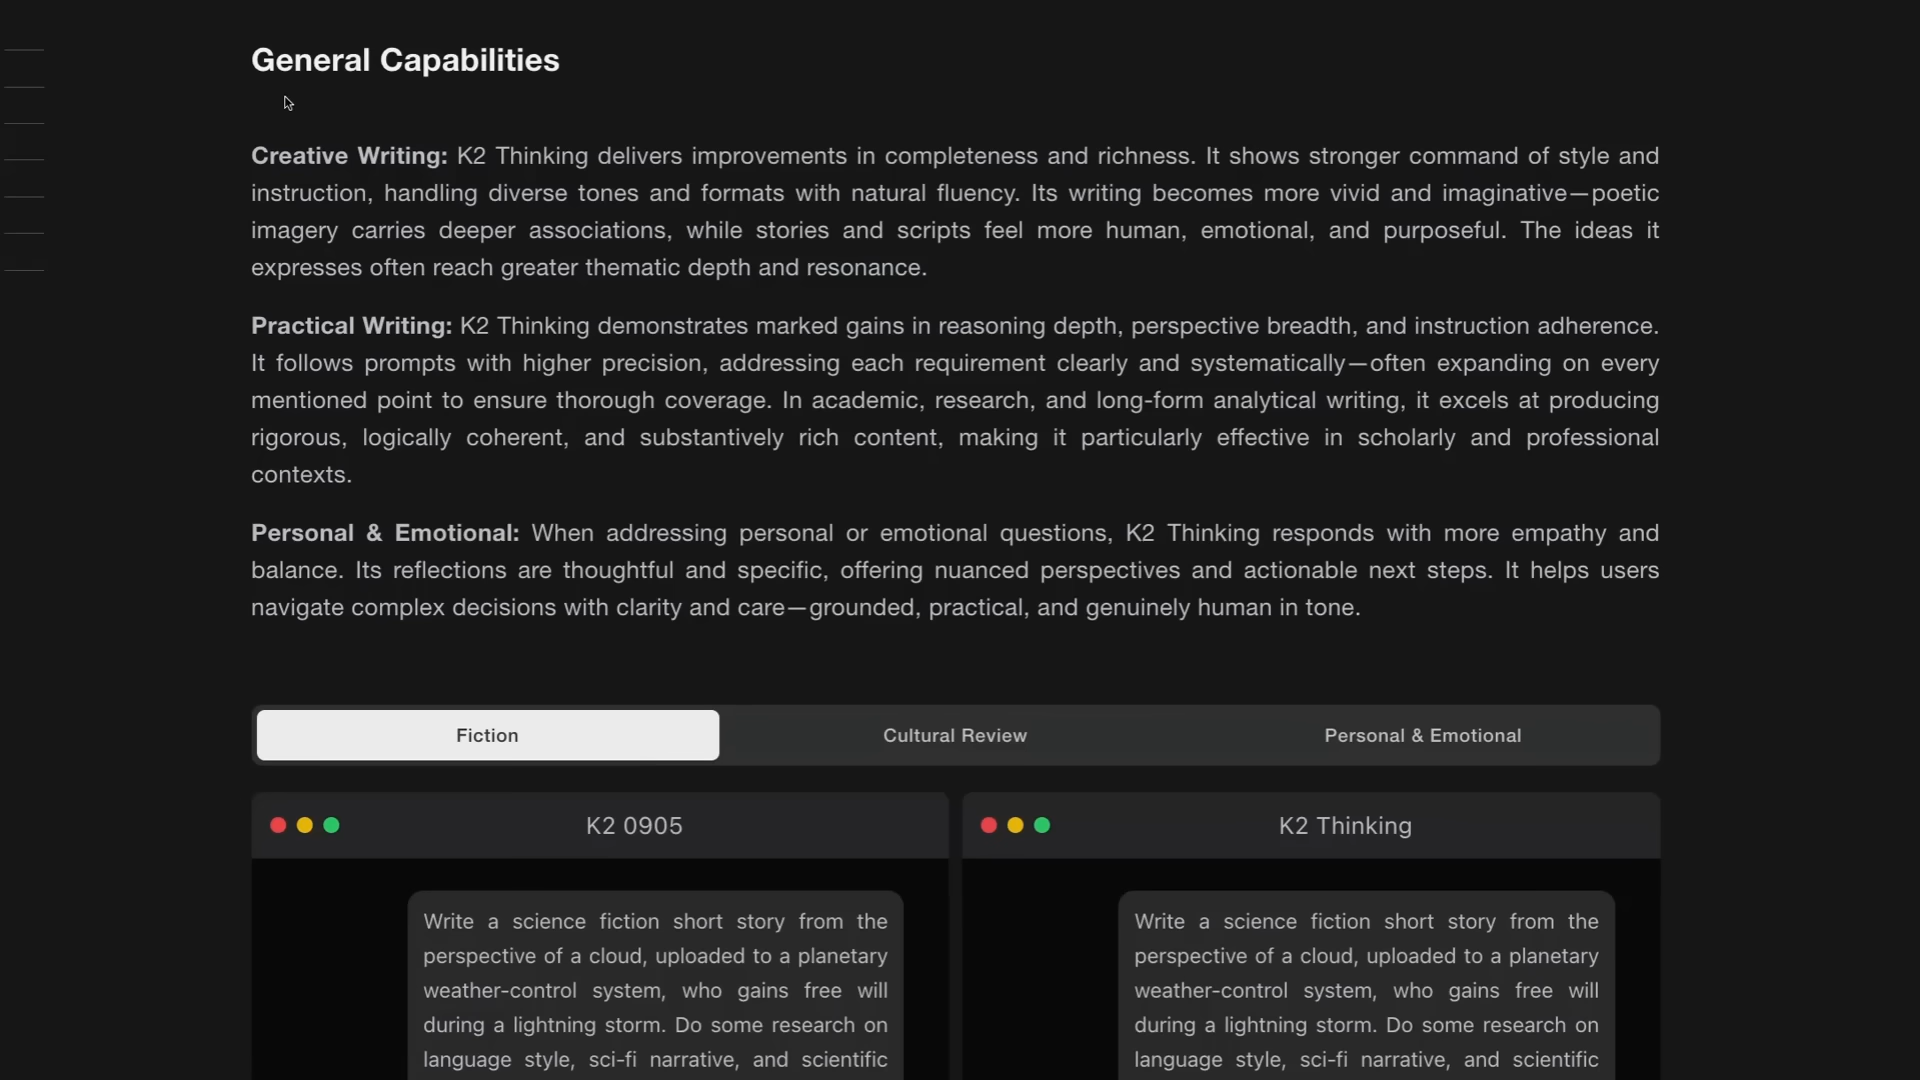 General Capabilities
Creative Writing: K2 Thinking delivers improvements in completeness and richness. It shows stronger command of style and
instruction, handling diverse tones and formats with natural fluency. Its writing becomes more vivid and imaginative—poetic
imagery carries deeper associations, while stories and scripts feel more human, emotional, and purposeful. The ideas it
expresses often reach greater thematic depth and resonance.
Practical Writing: K2 Thinking demonstrates marked gains in reasoning depth, perspective breadth, and instruction adherence.
It follows prompts with higher precision, addressing each requirement clearly and systematically—often expanding on every
mentioned point to ensure thorough coverage. In academic, research, and long-form analytical writing, it excels at producing
rigorous, logically coherent, and substantively rich content, making it particularly effective in scholarly and professional
contexts.
Personal & Emotional: When addressing personal or emotional questions, K2 Thinking responds with more empathy and
balance. Its reflections are thoughtful and specific, offering nuanced perspectives and actionable next steps. It helps users
navigate complex decisions with clarity and care—grounded, practical, and genuinely human in tone.
Fiction
Cultural Review
Personal & Emotional
K2 0905
Write a science fiction short story from the
perspective of a cloud, uploaded to a planetary
weather-control system, who gains free will
during a lightning storm. Do some research on
language style, sci-fi narrative, and scientific
K2 Thinking
Write a science fiction short story from the
perspective of a cloud, uploaded to a planetary
weather-control system, who gains free will
during a lightning storm. Do some research on
language style, sci-fi narrative, and scientific